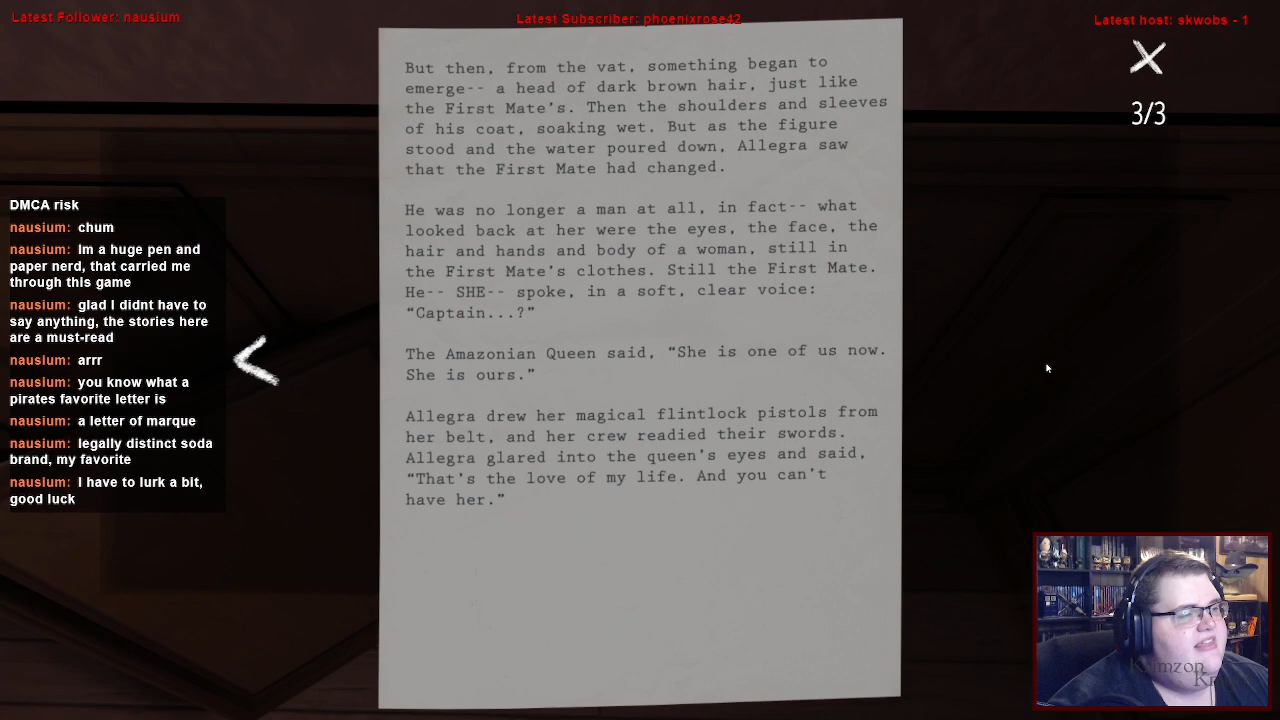 Latest Follower: nausium
Latest Subscriber: phoenixrose42
Latest host: skwobs - 1
3/3
But then, from the vat, something began to
emerge-- a head of dark brown hair, just like
the First Mate's. Then the shoulders and sleeves
of his coat, soaking wet. But as the figure
stood and the water poured down, Allegra saw
that the First Mate had changed.
He was no longer a man at all, in fact-- what
looked back at her were the eyes, the face, the
hair and hands and body of a woman, still in
the First Mate's clothes. Still the First Mate.
He-- SHE-- spoke, in a soft, clear voice:
“Captain...?”
The Amazonian Queen said, “She is one of us now.
She is ours.”
Allegra drew her magical flintlock pistols from
her belt, and her crew readied their swords.
Allegra glared into the queen's eyes and said,
“That's the love of my life. And you can't
have her.”
DMCA risk
nausium: chum
nausium: Im a huge pen and
paper nerd, that carried me
through this game
nausium: glad I didnt have to
say anything, the stories here
are a must-read
nausium: arrr
nausium: you know what a
pirates favorite letter is
nausium: a letter of marque
nausium: legally distinct soda
brand, my favorite
nausium: I have to lurk a bit,
good luck